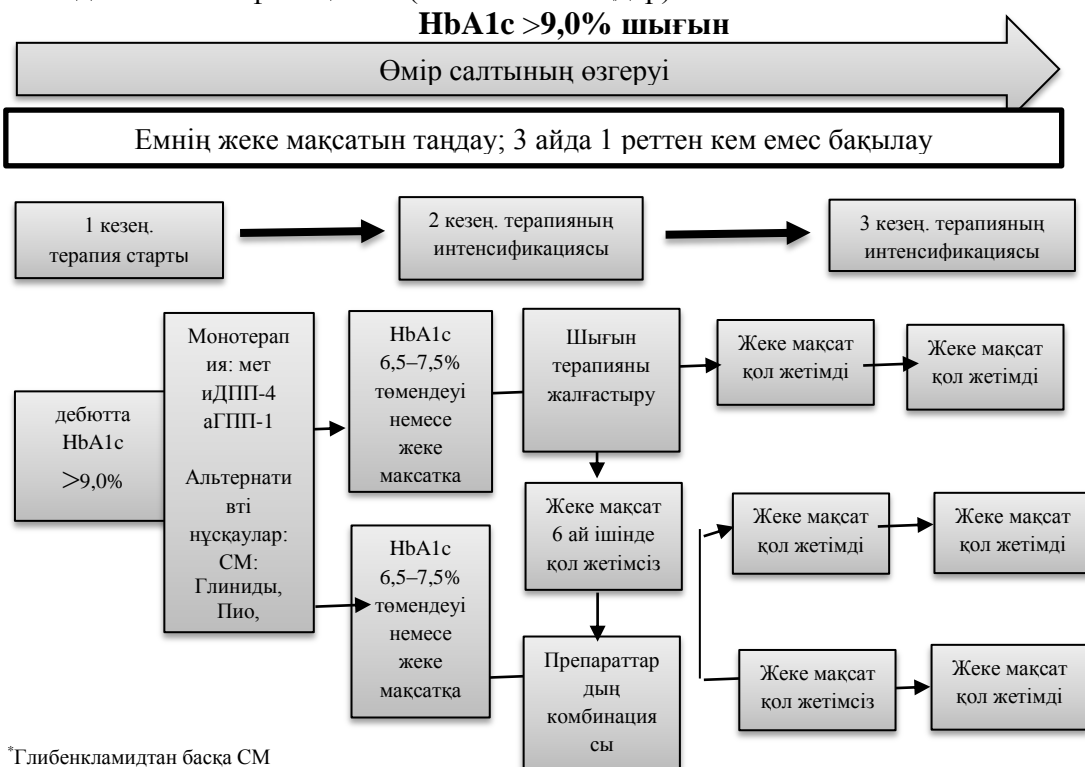 HbA1c >9,0% шығын
Өмір салтының өзгеруі
Емнің жеке мақсатын таңдау; 3 айда 1 реттен кем емес бақылау
1 кезең.
терапия старты
2 кезең. терапияның
интенсификациясы
3 кезең. терапияның
интенсификациясы
дебютта
HbA1c
>9,0%
Монотерап
ия: мет
иДПП-4
аГПП-1
Альтернати
вті
нұсқаулар:
СМ:
Глиниды,
Пио,
HbA1c
6,5–7,5%
төмендеуі
немесе
жеке
максатка
HbA1c
6,5–7,5%
төмендеуі
немесе
жеке
мақсатқа
Шығын
терапияны
жалғастыру
Жеке мақсат
6 ай ішінде
қол жетімсіз
Препараттар
дың
комбинация
сы
Жеке мақсат
қол жетімді
Жеке мақсат
қол жетімді
Жеке мақсат
қол жетімді
Жеке мақсат
қол жетімді
Жеке мақсат
қол жетімсіз
Жеке мақсат
қол жетімді
*Глибенкламидтан басқа СМ